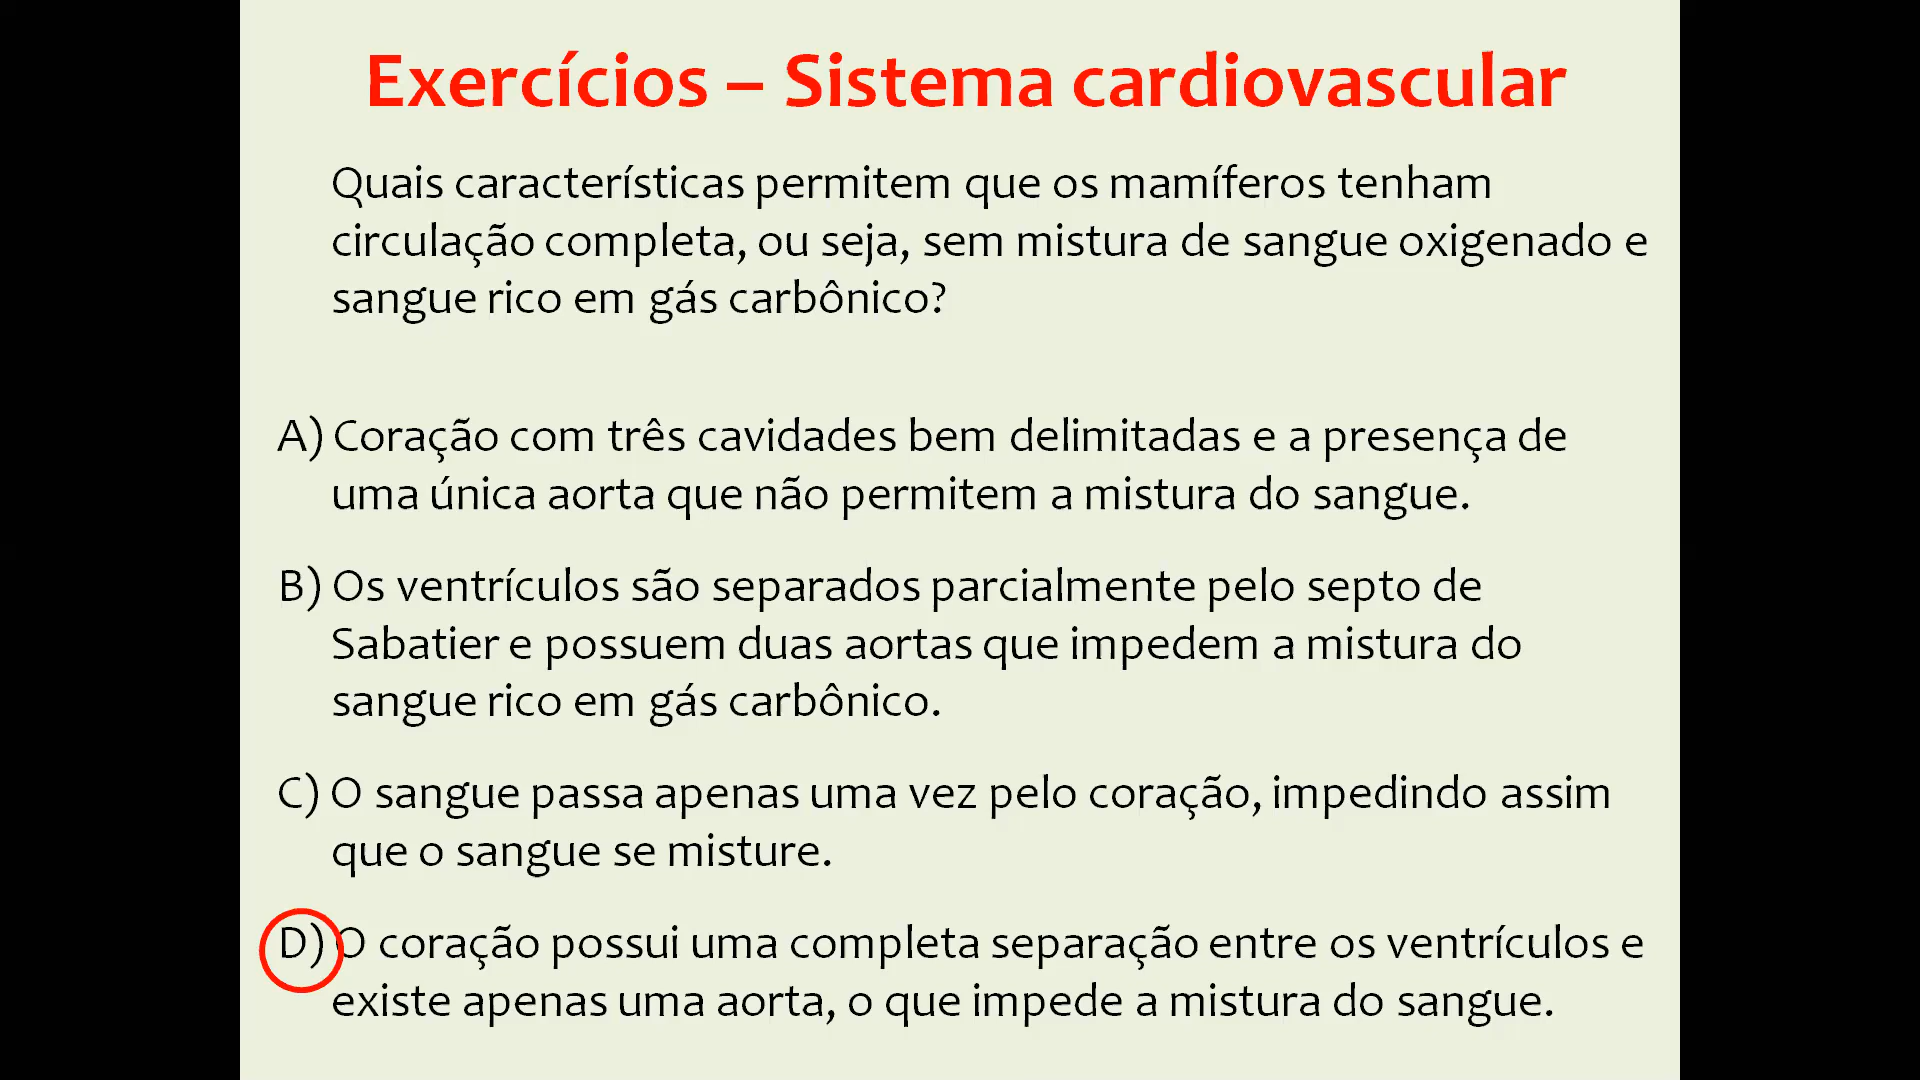 Exercícios – Sistema cardiovascular
Quais características permitem que os mamíferos tenham
circulação completa, ou seja, sem mistura de sangue oxigenado e
sangue rico em gás carbônico?
A) Coração com três cavidades bem delimitadas e a presença de
uma única aorta que não permitem a mistura do sangue.
B) Os ventrículos são separados parcialmente pelo septo de
Sabatier e possuem duas aortas que impedem a mistura do
sangue rico em gás carbônico.
C) O sangue passa apenas uma vez pelo coração, impedindo assim
que o sangue se misture.
D) O coração possui uma completa separação entre os ventrículos e
existe apenas uma aorta, o que impede a mistura do sangue.